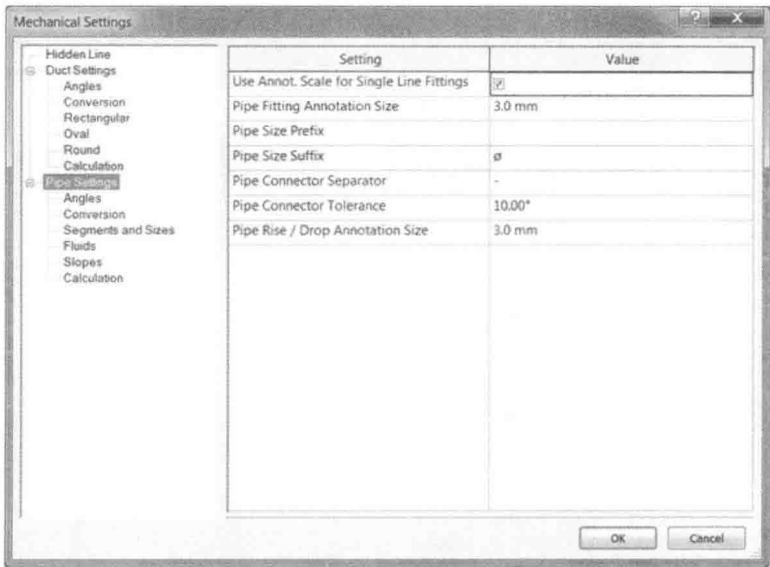 Mechanical Settings
Hidden Line
Duct Settings
Angles
Conversion
Rectangular
Oval
Round
Calculation
Pipe Settings
Angles
Conversion
Segments and Sizes
Fluids
Slopes
Calculation
Setting Value
Use Annot. Scale for Single Line Fittings
Pipe Fitting Annotation Size 3.0 mm
Pipe Size Prefix
Pipe Size Suffix ø
Pipe Connector Separator -
Pipe Connector Tolerance 10.00°
Pipe Rise / Drop Annotation Size 3.0 mm
OK Cancel